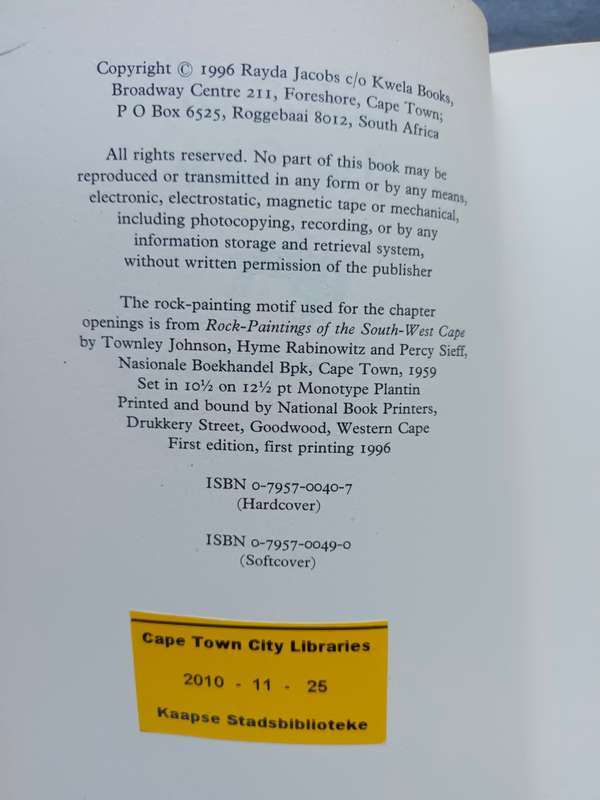 Copyright © 1996 Rayda Jacobs c/o Kwela Books,
Broadway Centre 211, Foreshore, Cape Town;
P O Box 6525, Roggebaai 8012, South Africa
All rights reserved. No part of this book may be
reproduced or transmitted in any form or by any means,
electronic, electrostatic, magnetic tape or mechanical,
including photocopying, recording, or by any
information storage and retrieval system,
without written permission of the publisher
The rock-painting motif used for the chapter
openings is from Rock-Paintings of the South-West Cape
by Townley Johnson, Hyme Rabinowitz and Percy Sieff,
Nasionale Boekhandel Bpk, Cape Town, 1959
Set in 10½ on 12½ pt Monotype Plantin
Printed and bound by National Book Printers,
Drukkery Street, Goodwood, Western Cape
First edition, first printing 1996
ISBN 0-7957-0040-7
(Hardcover)
ISBN 0-7957-0049-0
(Softcover)
Cape Town City Libraries
2010 - 11 - 25
Kaapse Stadsbiblioteke